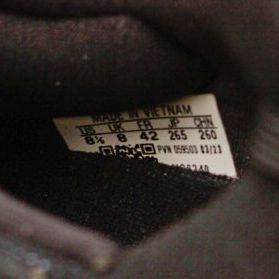 MADE IN VIETNAM
US UK FR JP CHN
8½ 8 42 265 260
PVN 059503 03/23